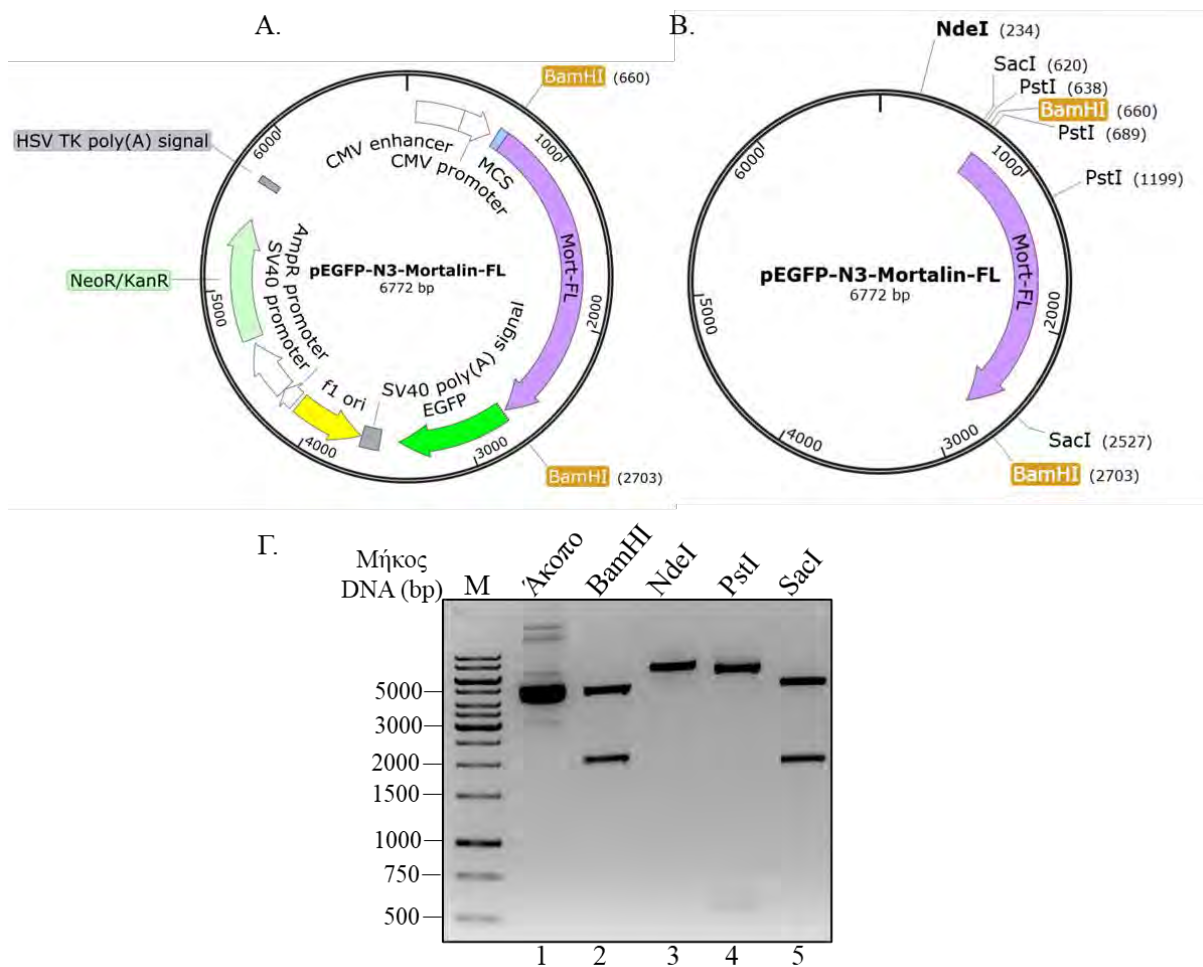 A.
BamHI (660)
HSV TK poly(A) signal
6000
CMV enhancer
CMV promoter
MCS
1000
Mort-FL
pEGFP-N3-Mortalin-FL
6772 bp
NeoR/KanR
AmpR promoter
SV40 promoter
5000
2000
f1 ori
SV40 poly(A) signal
EGFP
4000
3000
BamHI (2703)
B.
NdeI (234)
SacI (620)
PstI (638)
BamHI (660)
PstI (689)
6000
1000
PstI (1199)
Mort-FL
pEGFP-N3-Mortalin-FL
6772 bp
5000
2000
4000
3000
SacI (2527)
BamHI (2703)
Γ.
Μήκος
DNA (bp)
M
Άκοπο
BamHI
NdeI
PstI
SacI
5000
3000
2000
1500
1000
750
500
1 2 3 4 5